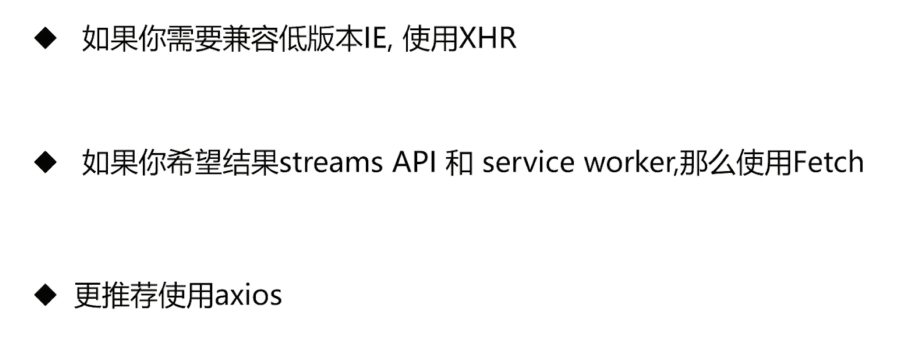 ◆ 如果你需要兼容低版本IE, 使用XHR
◆ 如果你希望结果streams API 和 service worker,那么使用Fetch
◆ 更推荐使用axios